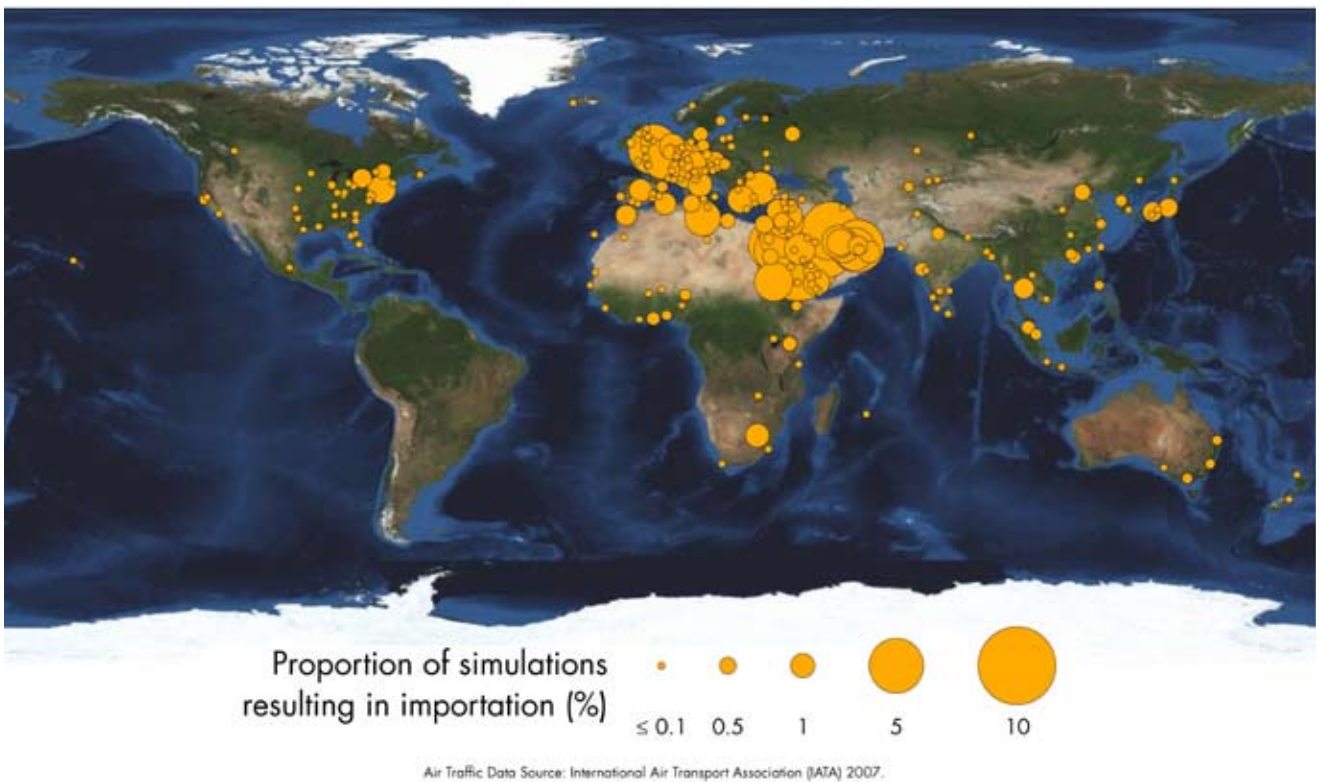 Proportion of simulations
resulting in importation (%)
≤ 0.1 0.5 1 5 10
Air Traffic Data Source: International Air Transport Association (IATA) 2007.